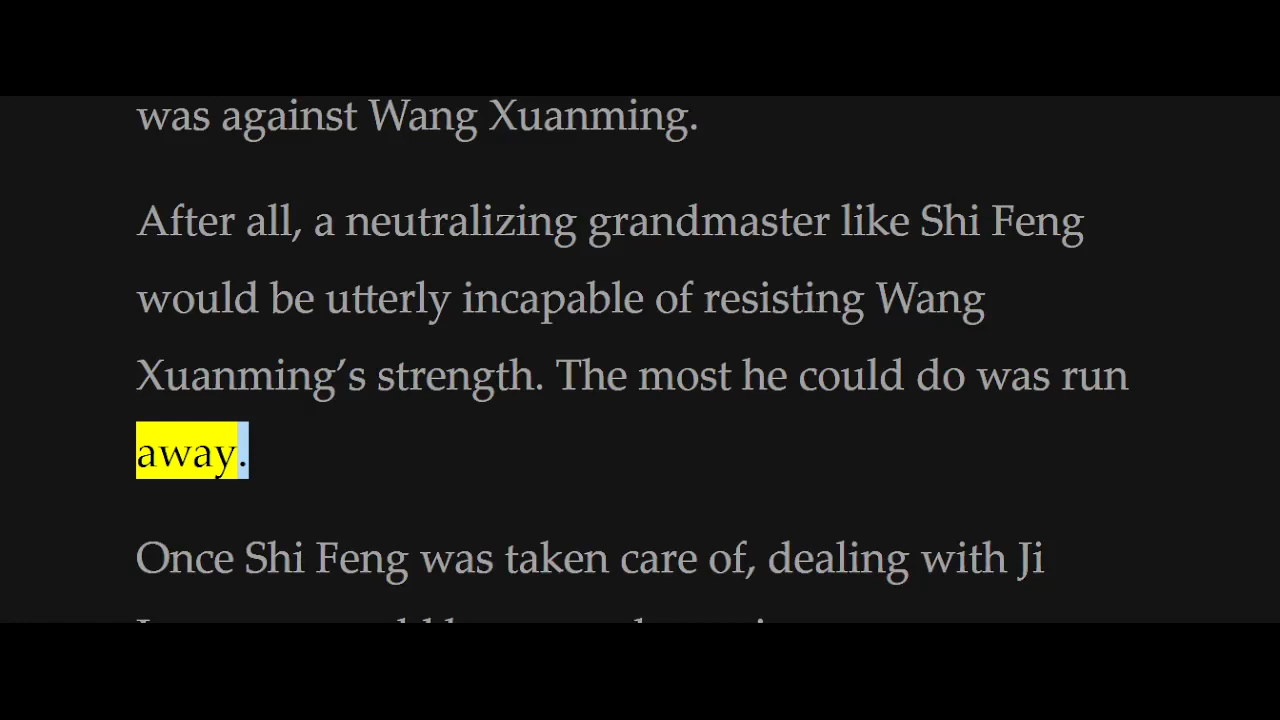 was against Wang Xuanming.
After all, a neutralizing grandmaster like Shi Feng
would be utterly incapable of resisting Wang
Xuanming’s strength. The most he could do was run
away.
Once Shi Feng was taken care of, dealing with Ji